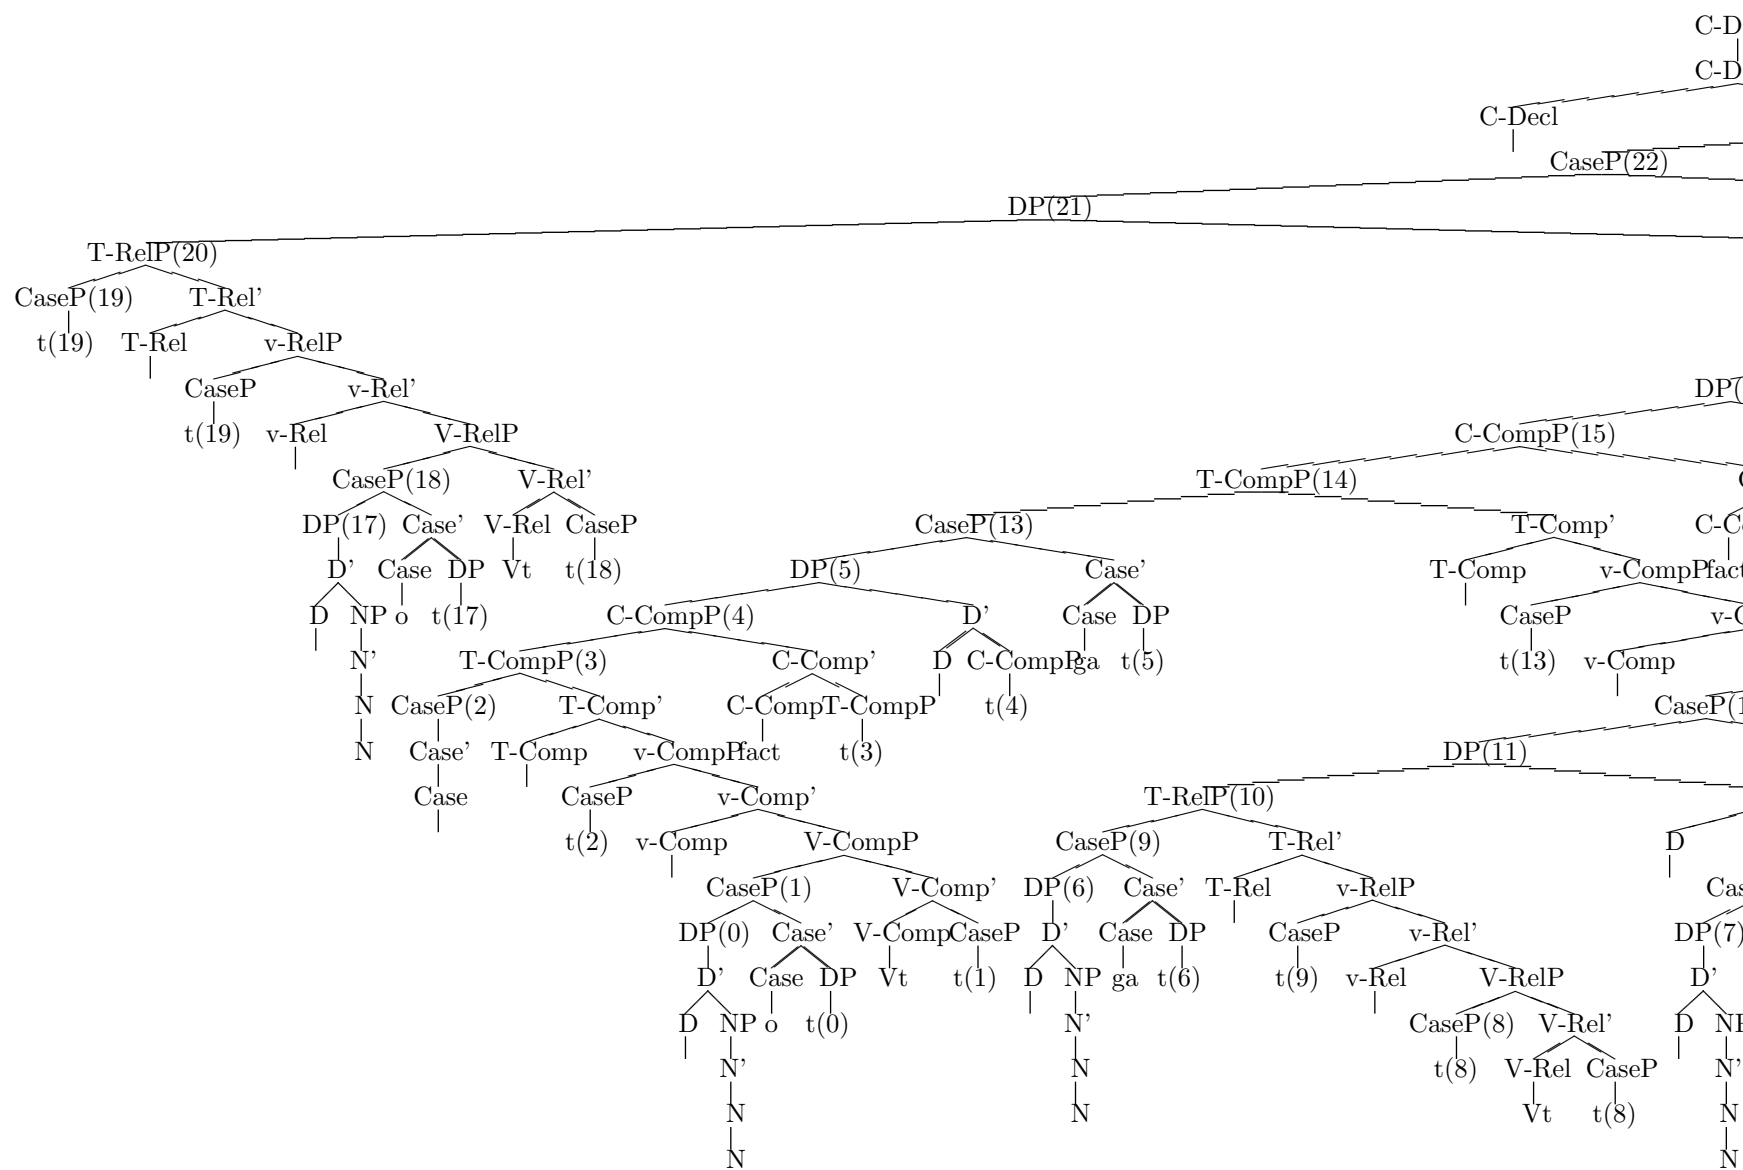 C-D
C-D
C-Decl
CaseP(22)
DP(21)
T-RelP(20)
CaseP(19) T-Rel’
t(19) T-Rel v-RelP
CaseP v-Rel’ DP(
t(19) v-Rel V-RelP C-CompP(15)
CaseP(18) V-Rel’ T-CompP(14) C
DP(17) Case’ V-Rel CaseP CaseP(13) T-Comp’ C-Co
D’ Case DP Vt t(18) DP(5) Case’ T-Comp v-CompP fact
D NP o t(17) C-CompP(4) D’ Case DP CaseP v-C
N’ T-CompP(3) C-Comp’ D C-CompP ga t(5) t(13) v-Comp
N CaseP(2) T-Comp’ C-Comp T-CompP t(4) CaseP(1
N Case’ T-Comp v-CompP fact t(3) DP(11)
Case CaseP v-Comp’ T-RelP(10)
t(2) v-Comp V-CompP CaseP(9) T-Rel’ D
CaseP(1) V-Comp’ DP(6) Case’ T-Rel v-RelP Cas
DP(0) Case’ V-Comp CaseP D’ Case DP CaseP v-Rel’ DP(7)
D’ Case DP Vt t(1) D NP ga t(6) t(9) v-Rel V-RelP D’
D NP o t(0) N’ CaseP(8) V-Rel’ D NP
N’ N t(8) V-Rel CaseP N’
N N Vt t(8) N
N N